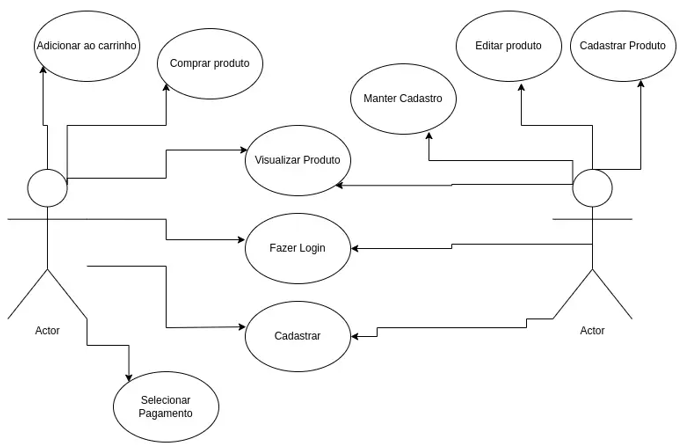 Adicionar ao carrinho
Comprar produto
Editar produto
Cadastrar Produto
Manter Cadastro
Visualizar Produto
Fazer Login
Cadastrar
Actor
Actor
Selecionar
Pagamento